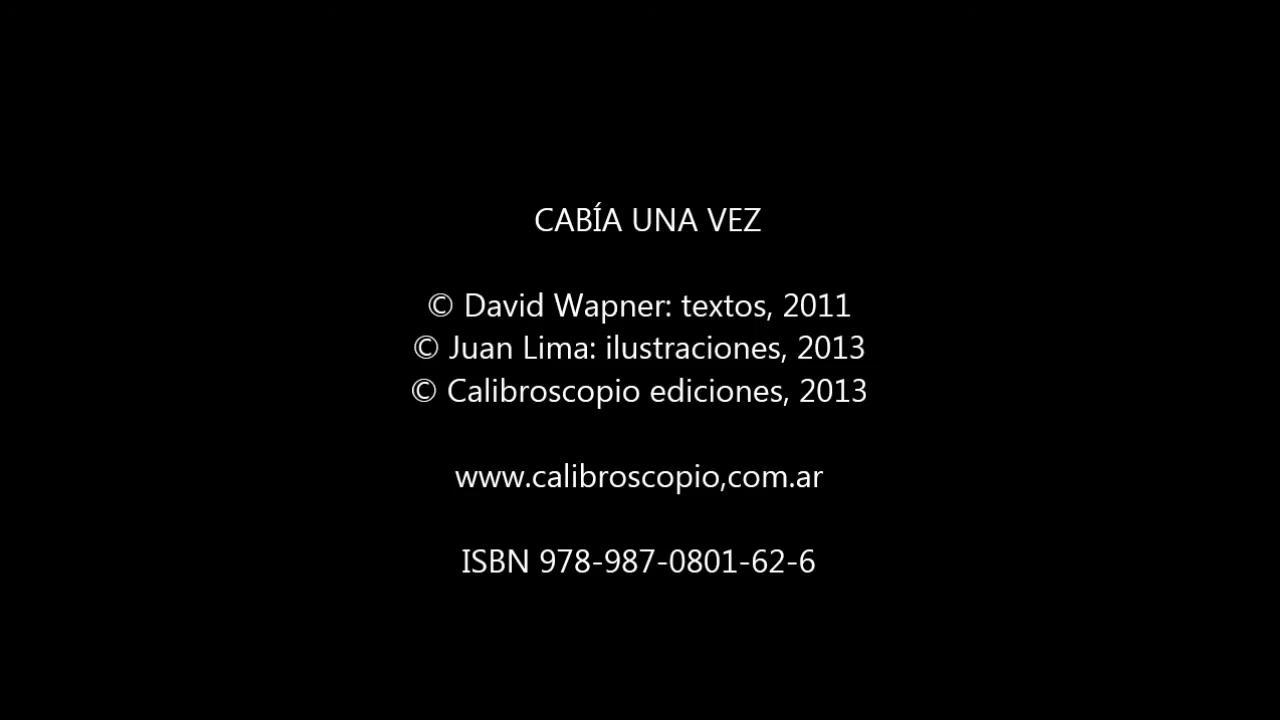 CABÍA UNA VEZ
© David Wapner: textos, 2011
© Juan Lima: ilustraciones, 2013
© Calibroscopio ediciones, 2013
www.calibroscopio,com.ar
ISBN 978-987-0801-62-6